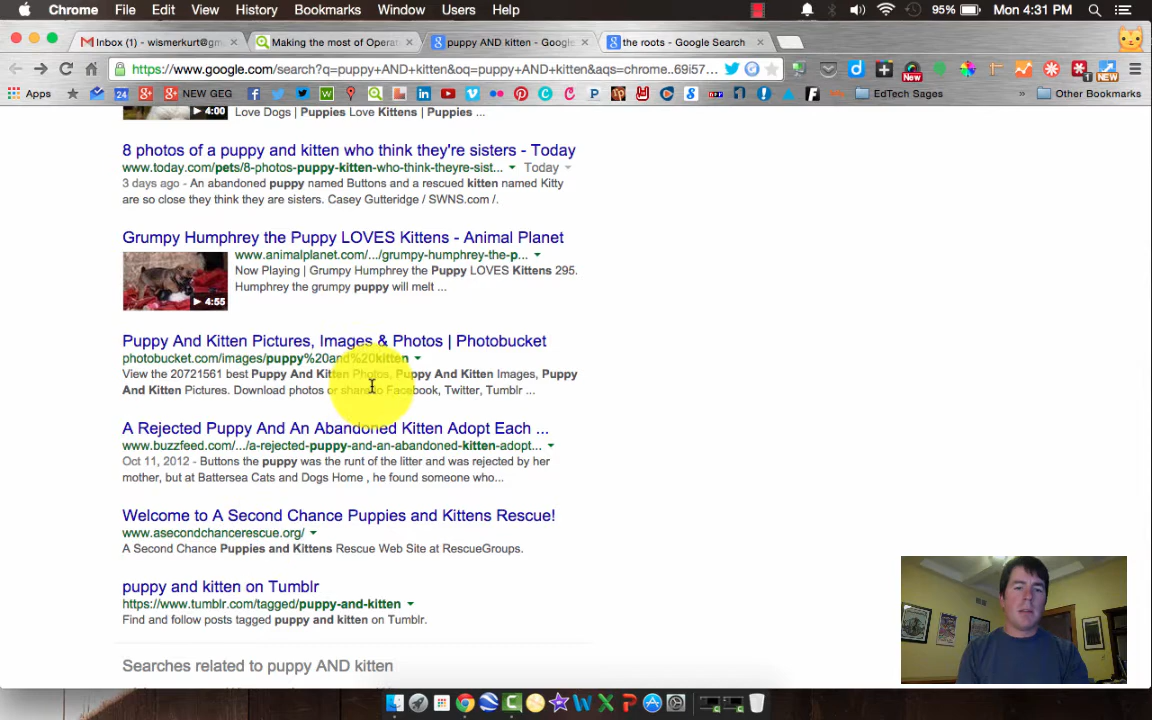 Chrome File Edit View History Bookmarks Window Users Help 95% Mon 4:31 PM
Inbox (1) - wismerkurt@gm × Making the most of Operat × puppy AND kitten - Google × the roots - Google Search ×
https://www.google.com/search?q=puppy+AND+kitten&oq=puppy+AND+kitten&aqs=chrome..69i57... New NEW
Apps 24 NEW GEG EdTech Sages » Other Bookmarks
4:00 Love Dogs | Puppies Love Kittens | Puppies ...
8 photos of a puppy and kitten who think they're sisters - Today
www.today.com/pets/8-photos-puppy-kitten-who-think-theyre-sist... Today
3 days ago - An abandoned puppy named Buttons and a rescued kitten named Kitty
are so close they think they are sisters. Casey Gutteridge / SWNS.com /.
Grumpy Humphrey the Puppy LOVES Kittens - Animal Planet
www.animalplanet.com/.../grumpy-humphrey-the-p...
Now Playing | Grumpy Humphrey the Puppy LOVES Kittens 295.
Humphrey the grumpy puppy will melt ...
4:55
Puppy And Kitten Pictures, Images & Photos | Photobucket
photobucket.com/images/puppy%20and%20kitten
View the 20721561 best Puppy And Kitten Photos, Puppy And Kitten Images, Puppy
And Kitten Pictures. Download photos or share to Facebook, Twitter, Tumblr ...
A Rejected Puppy And An Abandoned Kitten Adopt Each ...
www.buzzfeed.com/.../a-rejected-puppy-and-an-abandoned-kitten-adopt...
Oct 11, 2012 - Buttons the puppy was the runt of the litter and was rejected by her
mother, but at Battersea Cats and Dogs Home , he found someone who...
Welcome to A Second Chance Puppies and Kittens Rescue!
www.asecondchancerescue.org/
A Second Chance Puppies and Kittens Rescue Web Site at RescueGroups.
puppy and kitten on Tumblr
https://www.tumblr.com/tagged/puppy-and-kitten
Find and follow posts tagged puppy and kitten on Tumblr.
Searches related to puppy AND kitten